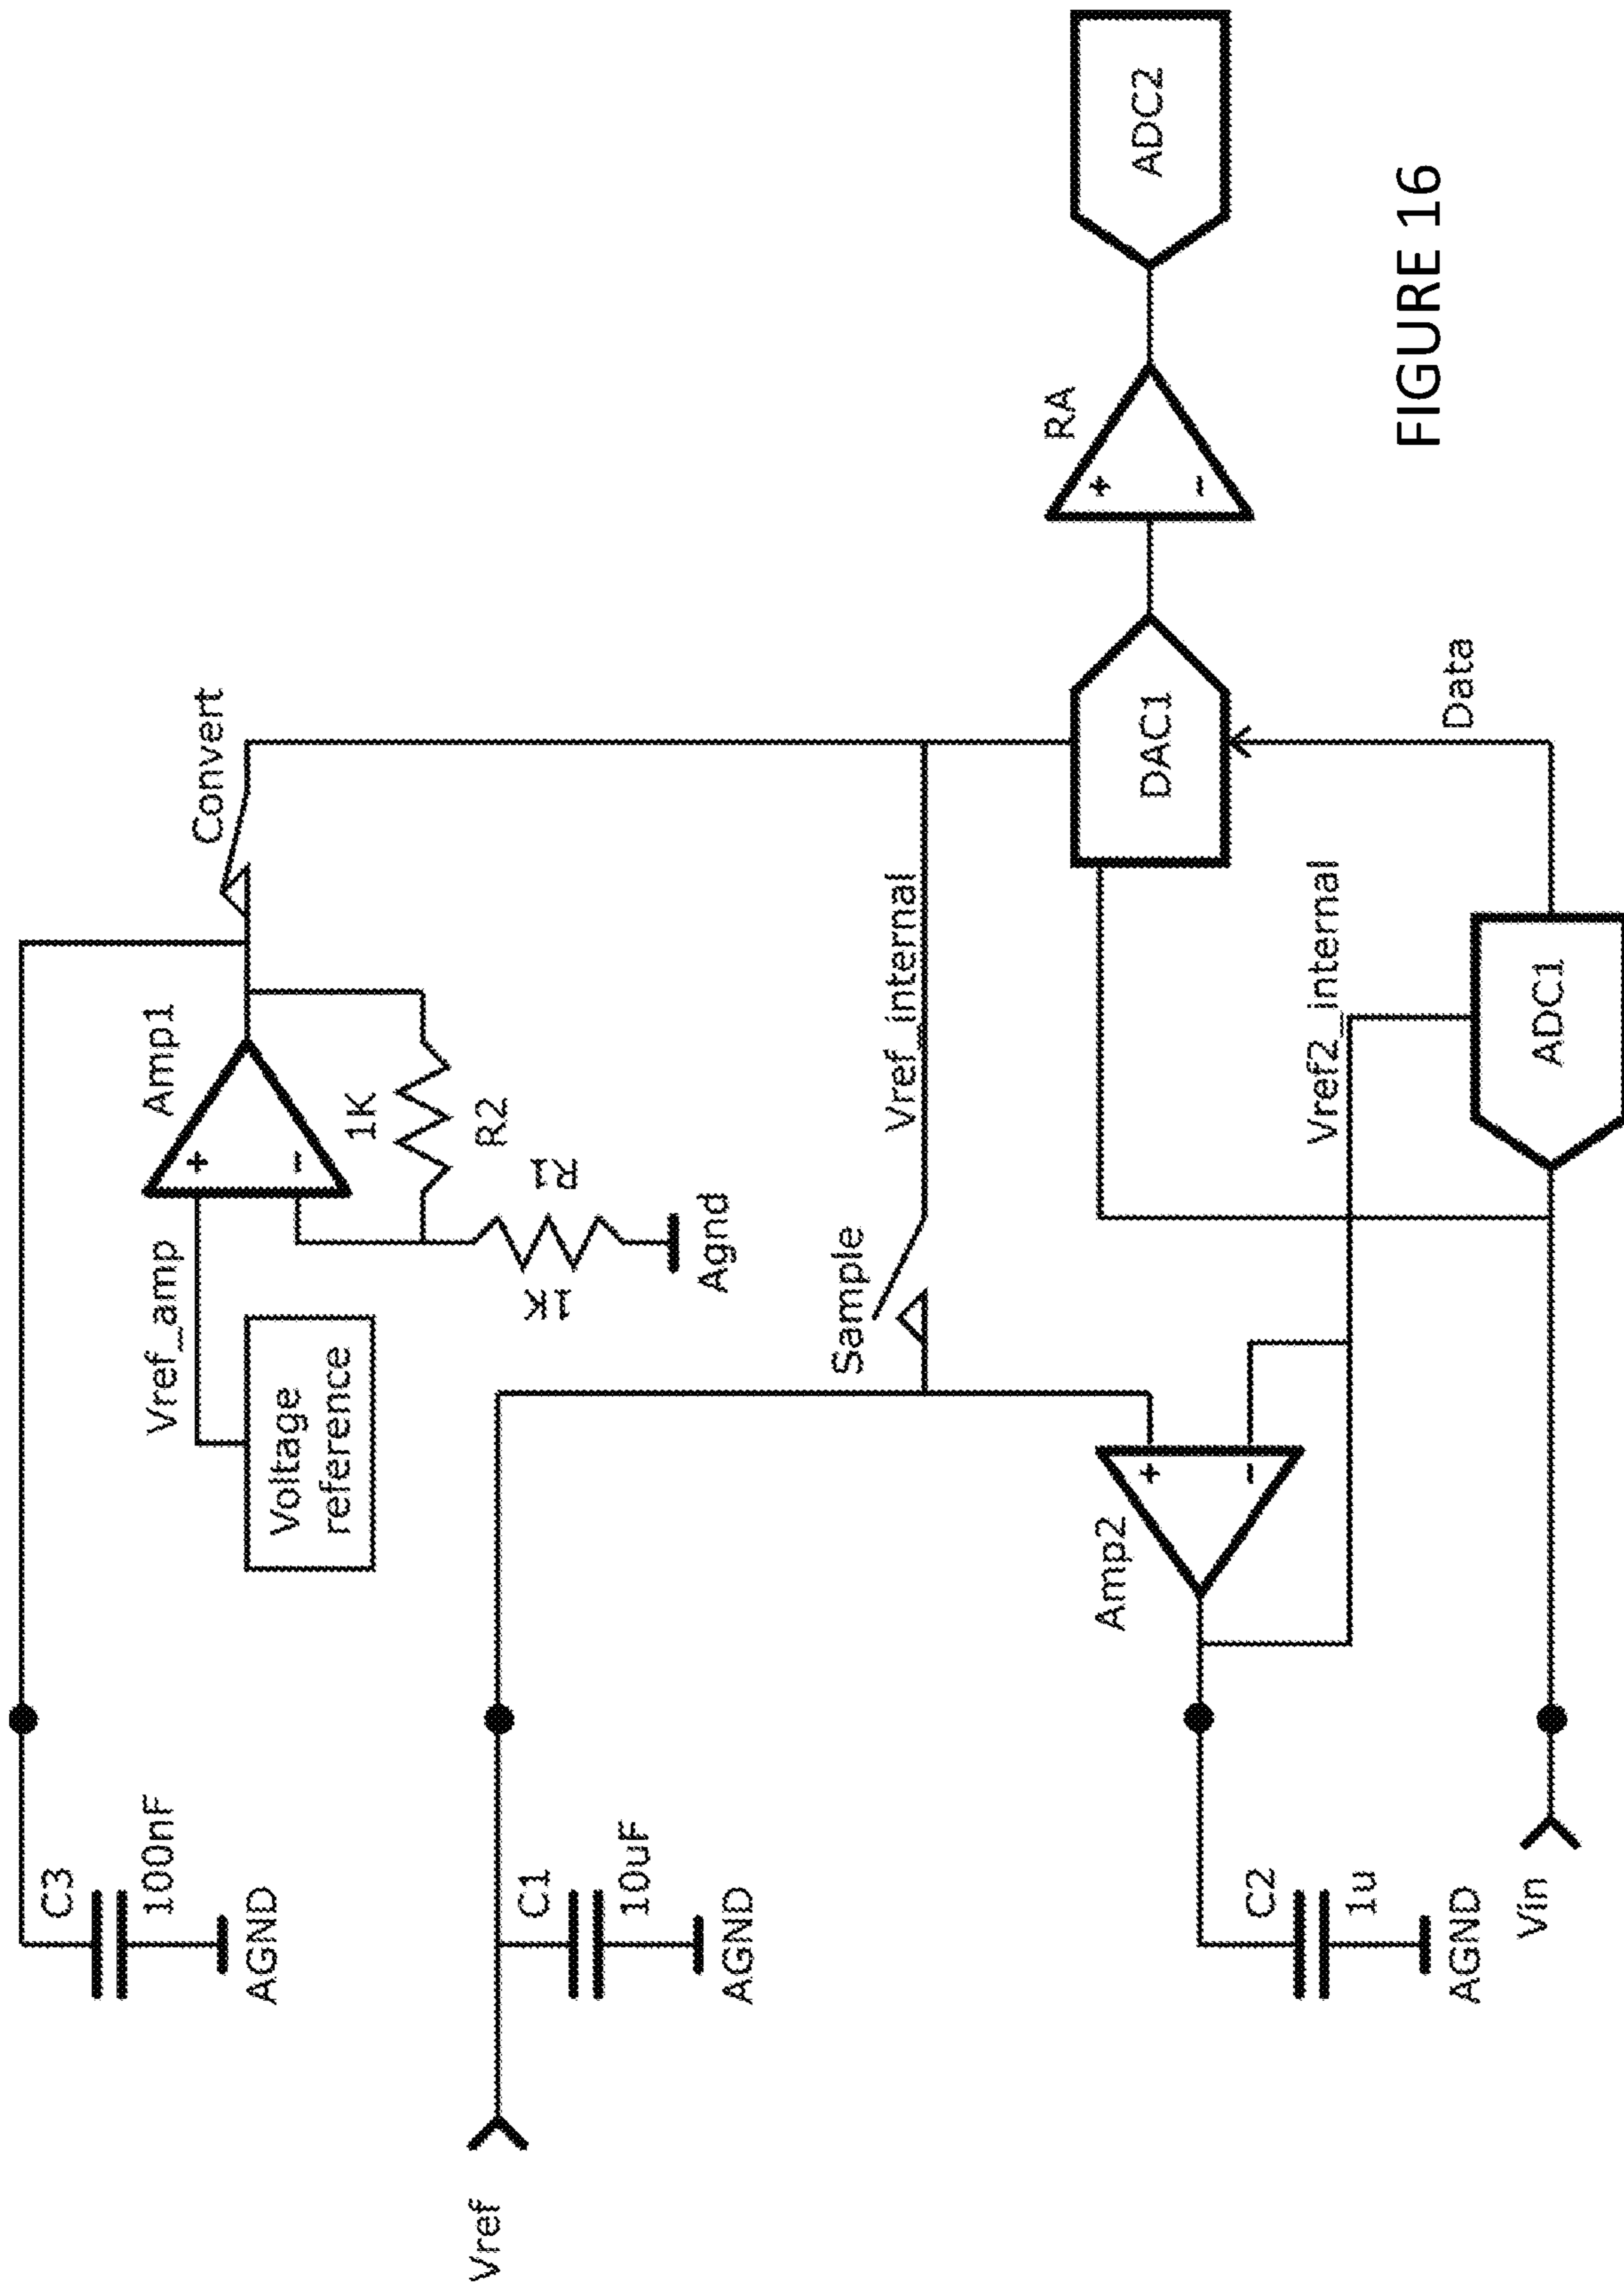 C3
100nF
AGND
Vref
C1
10uF
AGND
C2
1u
AGND
Vin
Voltage
reference
Vref_amp
Amp1
+
-
1K
R2
R1
1K
Agnd
Convert
Sample
Vref_internal
Amp2
+
-
Vref2_internal
ADC1
Data
DAC1
RA
+
-
ADC2
FIGURE 16